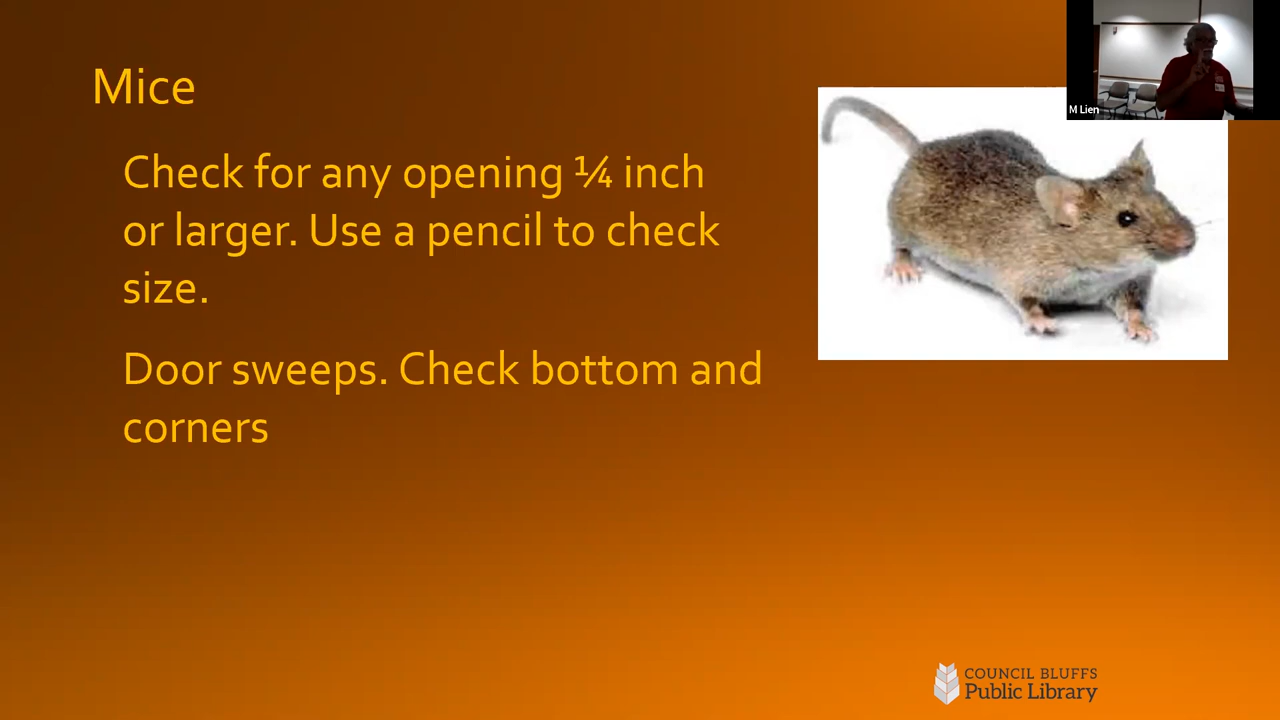 Mice
Check for any opening ¼ inch
or larger. Use a pencil to check
size.
Door sweeps. Check bottom and
corners
M Lien
COUNCIL BLUFFS
Public Library